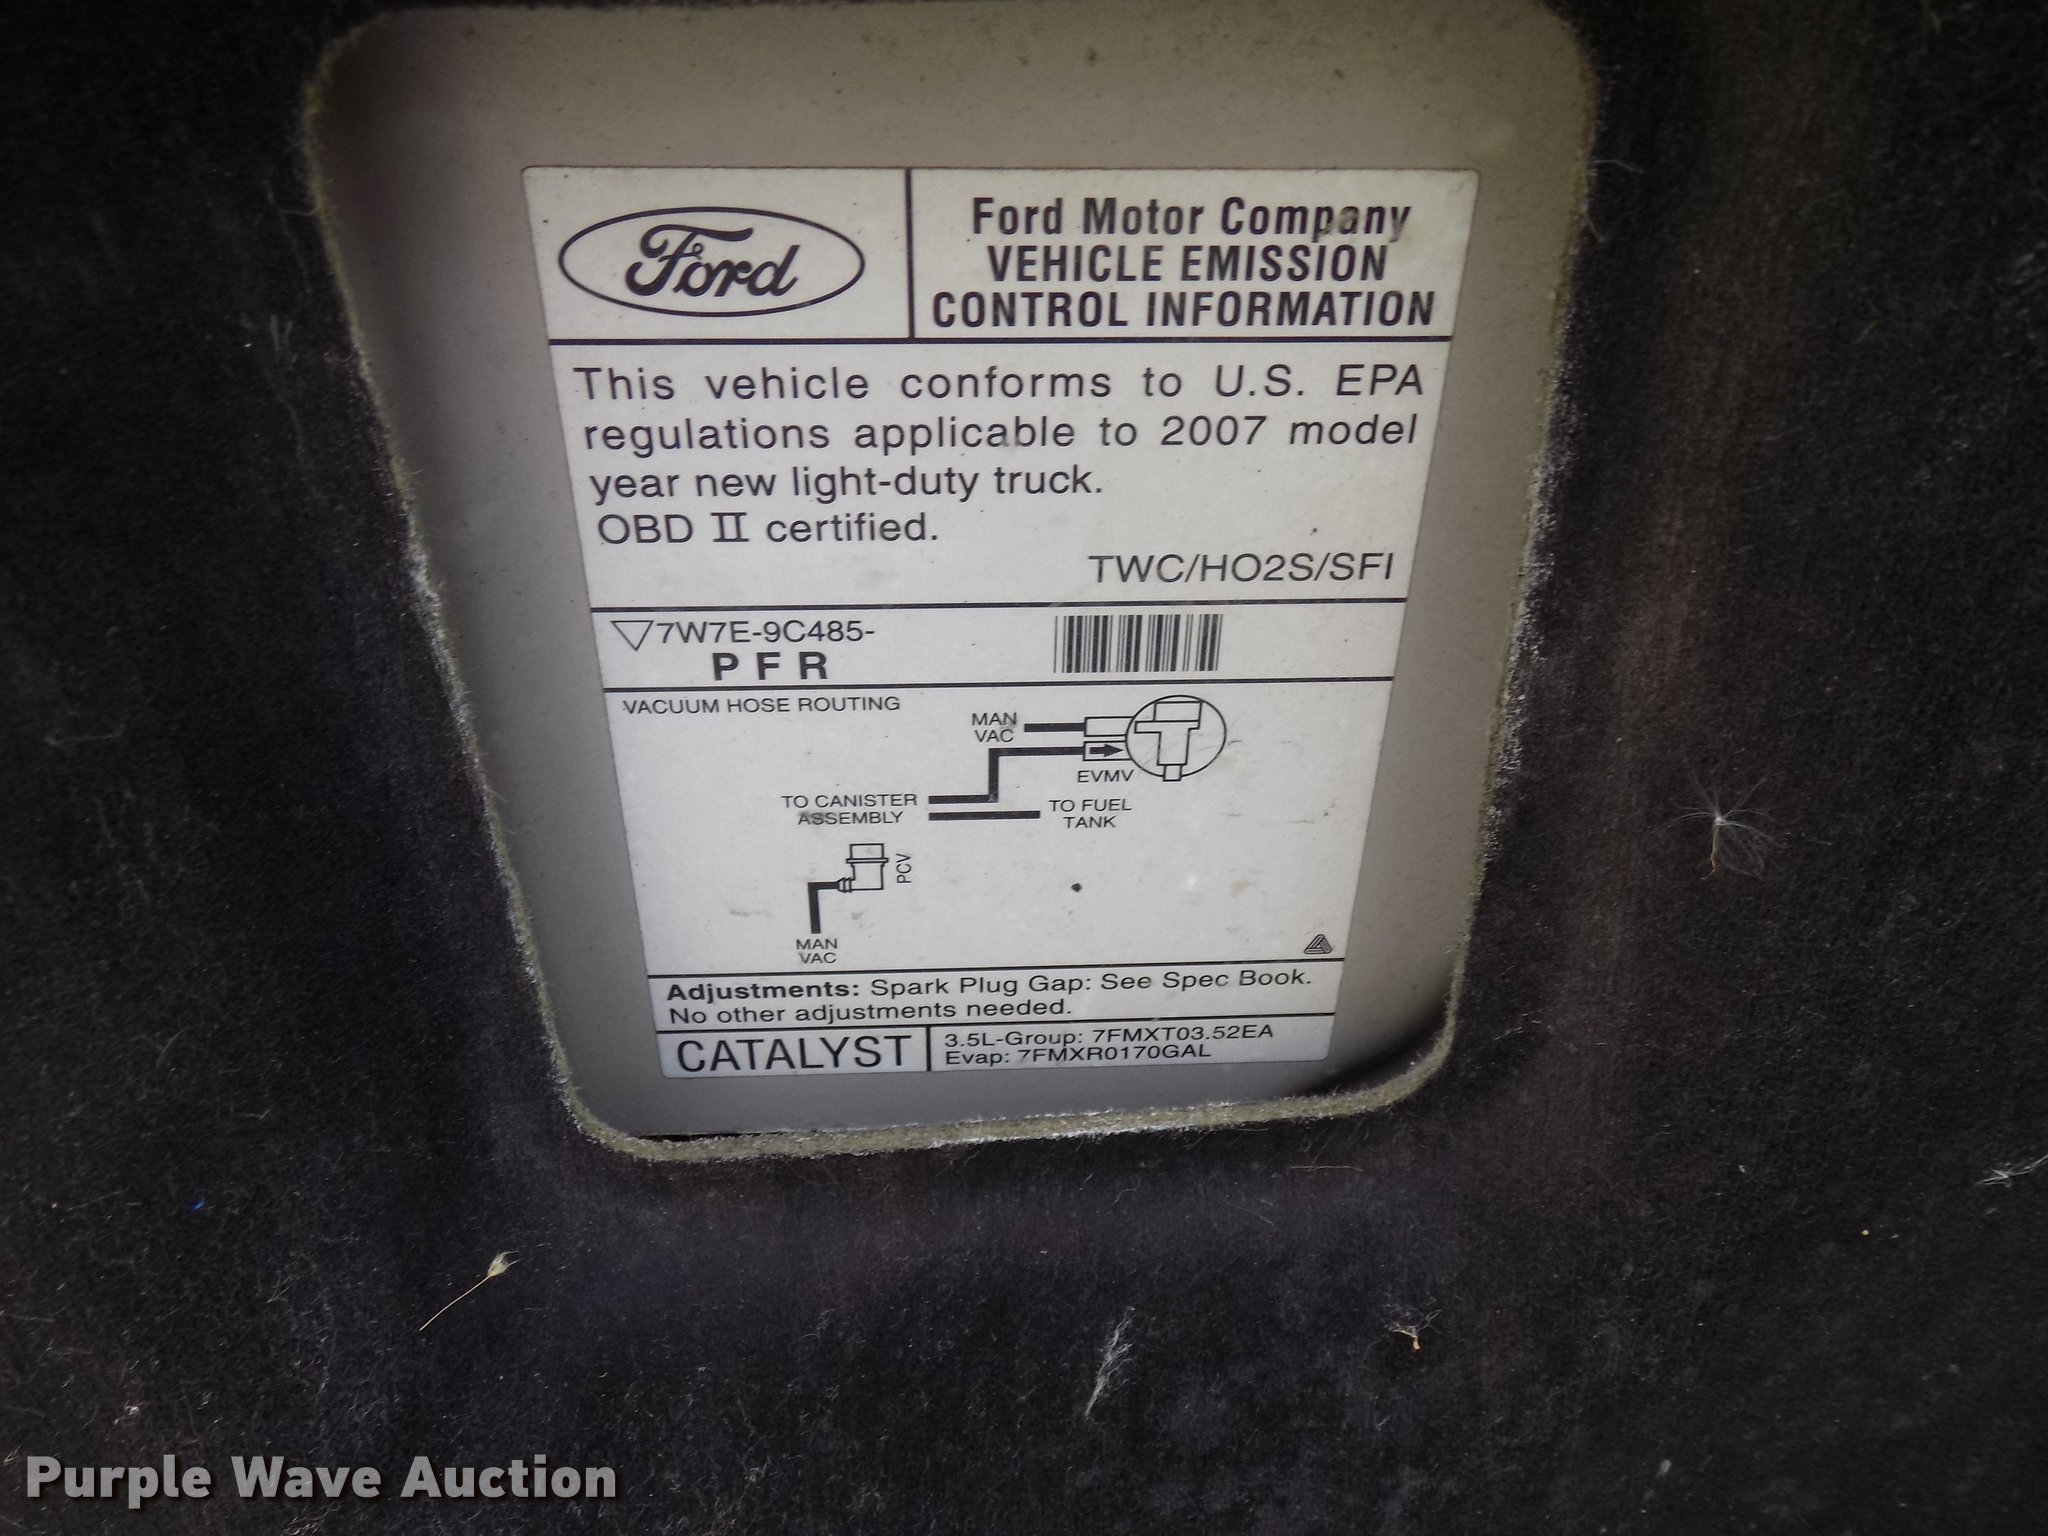 Ford
Ford Motor Company
VEHICLE EMISSION
CONTROL INFORMATION
This vehicle conforms to U.S. EPA
regulations applicable to 2007 model
year new light-duty truck.
OBD II certified.
TWC/HO2S/SFI
7W7E-9C485-
P F R
VACUUM HOSE ROUTING
MAN
VAC
EVMV
TO CANISTER
ASSEMBLY
TO FUEL
TANK
PCV
MAN
VAC
Adjustments: Spark Plug Gap: See Spec Book.
No other adjustments needed.
CATALYST
3.5L-Group: 7FMXT03.52EA
Evap: 7FMXR0170GAL
Purple Wave Auction